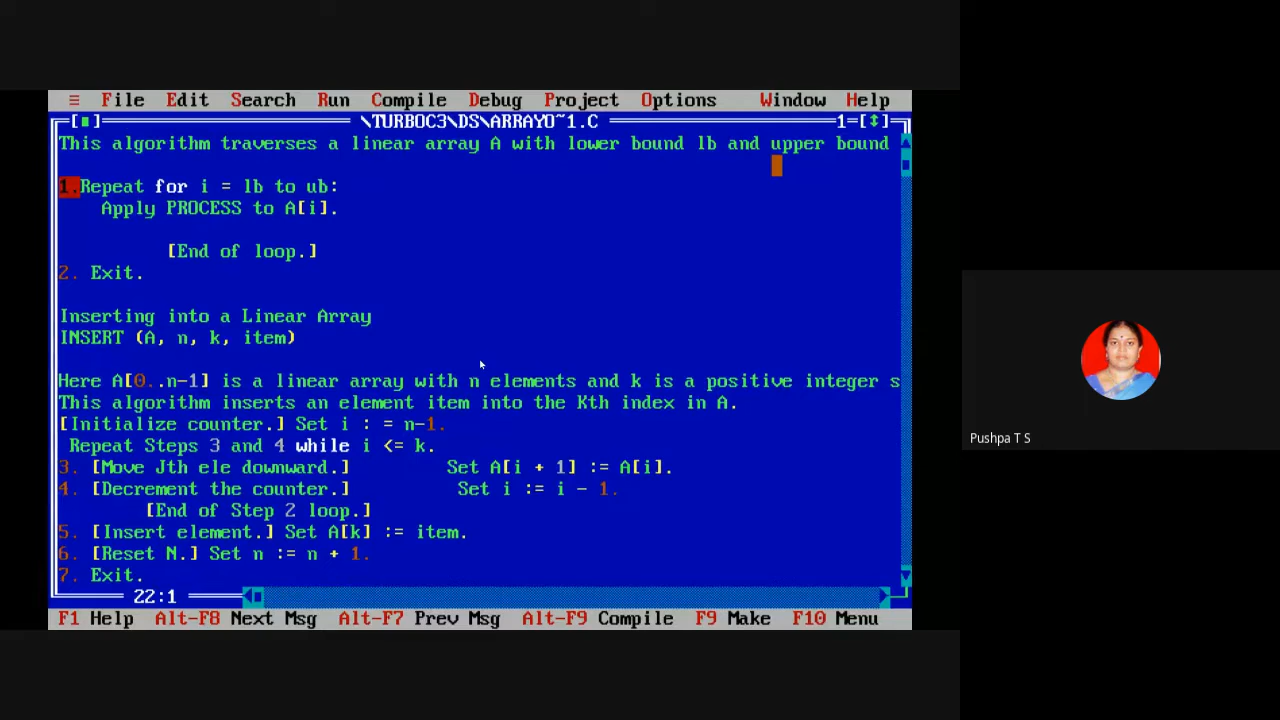 ≡ File Edit Search Run Compile Debug Project Options Window Help
[■] \TURBOC3\DS\ARRAYO~1.C 1=[↕]
This algorithm traverses a linear array A with lower bound lb and upper bound
1.Repeat for i = lb to ub:
Apply PROCESS to A[i].
[End of loop.]
2. Exit.
Inserting into a Linear Array
INSERT (A, n, k, item)
Here A[0..n-1] is a linear array with n elements and k is a positive integer s
This algorithm inserts an element item into the Kth index in A.
[Initialize counter.] Set i : = n-1.
Repeat Steps 3 and 4 while i <= k.
3. [Move Jth ele downward.] Set A[i + 1] := A[i].
4. [Decrement the counter.] Set i := i - 1.
[End of Step 2 loop.]
5. [Insert element.] Set A[k] := item.
6. [Reset N.] Set n := n + 1.
7. Exit.
22:1
F1 Help Alt-F8 Next Msg Alt-F7 Prev Msg Alt-F9 Compile F9 Make F10 Menu
Pushpa T S